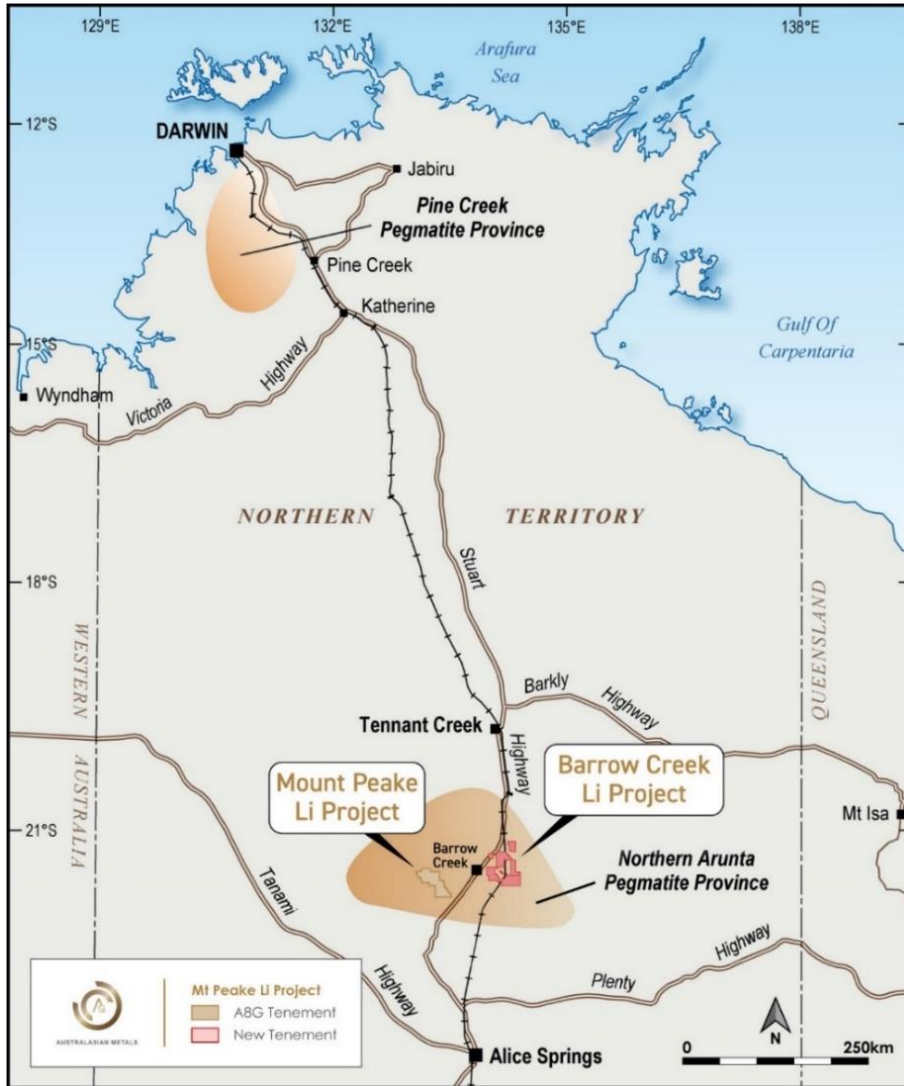 129°E
132°E
135°E
138°E
Arafura
Sea
12°S
DARWIN
Jabiru
Pine Creek
Pegmatite Province
Pine Creek
Katherine
15°S
Gulf Of
Carpentaria
Wyndham
Victoria
Highway
NORTHERN
TERRITORY
Stuart
18°S
WESTERN
AUSTRALIA
QUEENSLAND
Barkly
Highway
Tennant Creek
Highway
Mount Peake
Li Project
Barrow Creek
Li Project
Mt Isa
21°S
Barrow
Creek
Northern Arunta
Pegmatite Province
Tanami
Highway
Plenty
Highway
AG
AUSTRALASIAN METALS
Mt Peake Li Project
A8G Tenement
New Tenement
N
Alice Springs
0
250km